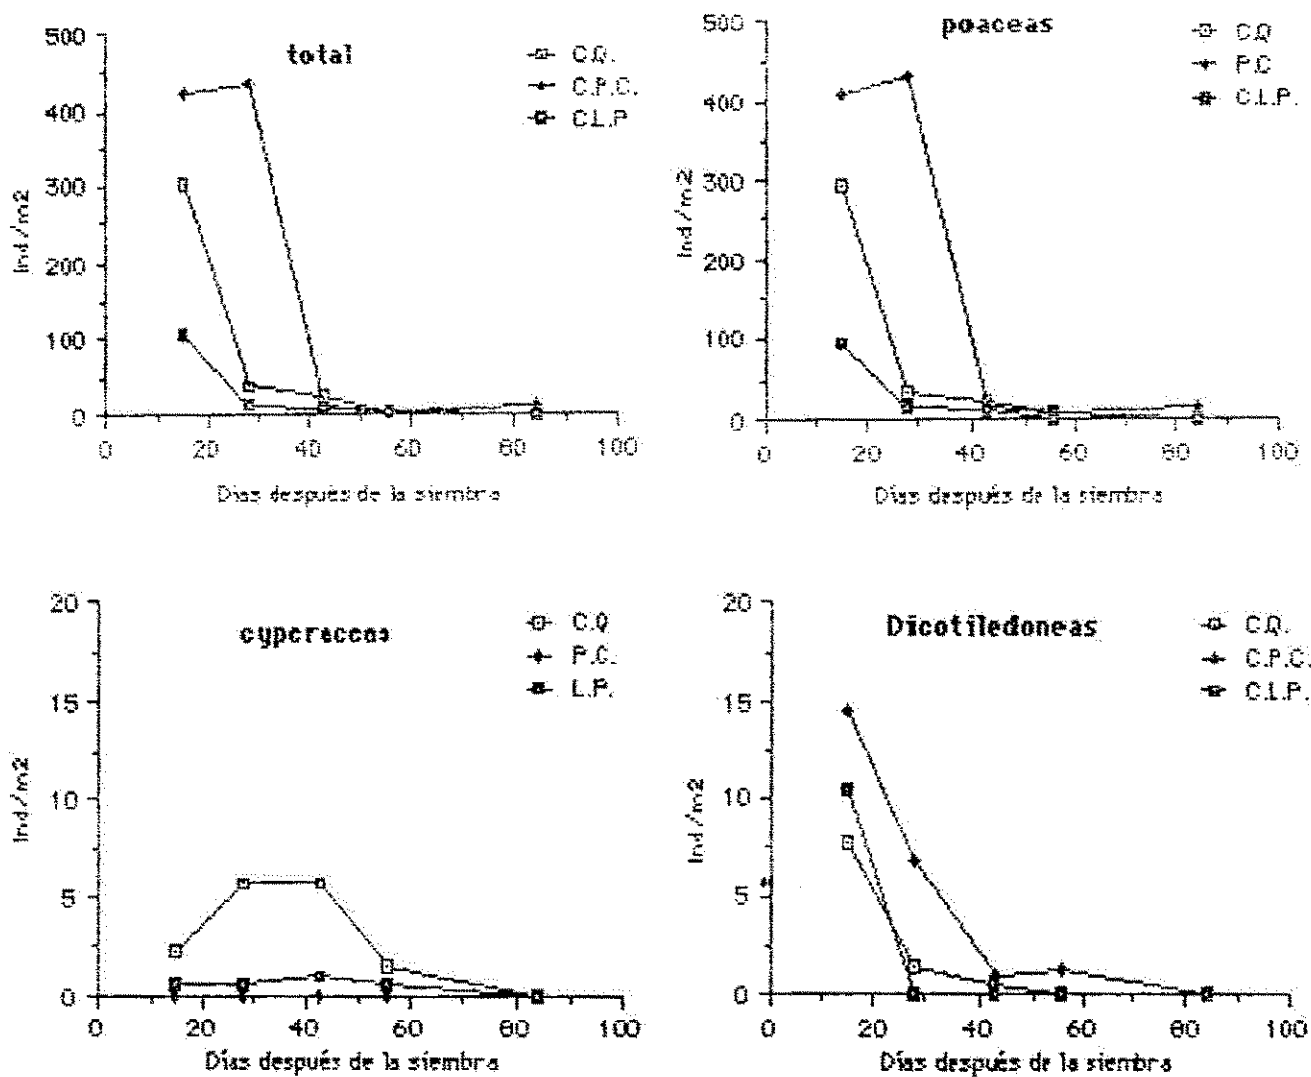 total
C.Q.
C.P.C.
C.L.P
500
400
300
200
100
0
Ind/m2
0 20 40 60 80 100
Días después de la siembra
poaceas
C.Q
P.C
C.L.P.
500
400
300
200
100
0
Ind/m2
0 20 40 60 80 100
Días después de la siembra
cyperaceas
C.Q
P.C.
L.P.
20
15
10
5
0
Ind/m2
0 20 40 60 80 100
Días después de la siembra
Dicotiledoneas
C.Q.
C.P.C.
C.L.P.
20
15
10
5
0
Ind/m2
0 20 40 60 80 100
Días después de la siembra